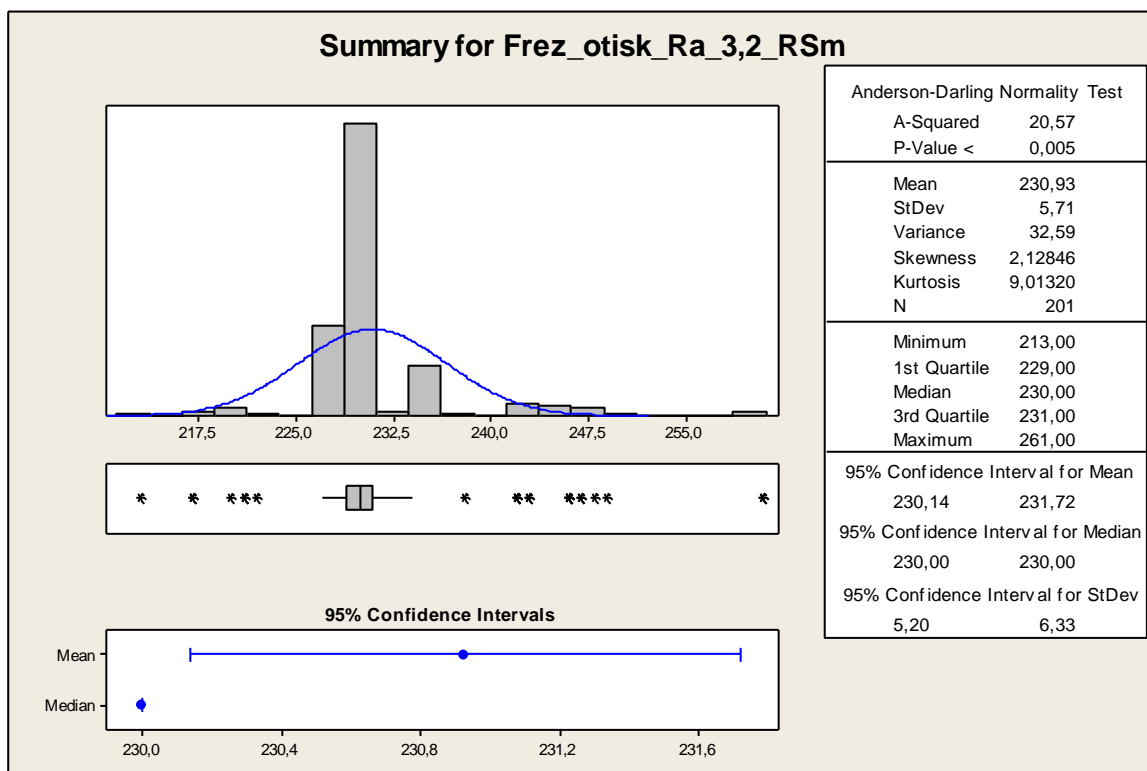 Summary for Frez_otisk_Ra_3,2_RSm
217,5 225,0 232,5 240,0 247,5 255,0
95% Confidence Intervals
Mean
Median
230,0 230,4 230,8 231,2 231,6
Anderson-Darling Normality Test
A-Squared 20,57
P-Value < 0,005
Mean 230,93
StDev 5,71
Variance 32,59
Skewness 2,12846
Kurtosis 9,01320
N 201
Minimum 213,00
1st Quartile 229,00
Median 230,00
3rd Quartile 231,00
Maximum 261,00
95% Confidence Interval for Mean
230,14 231,72
95% Confidence Interval for Median
230,00 230,00
95% Confidence Interval for StDev
5,20 6,33